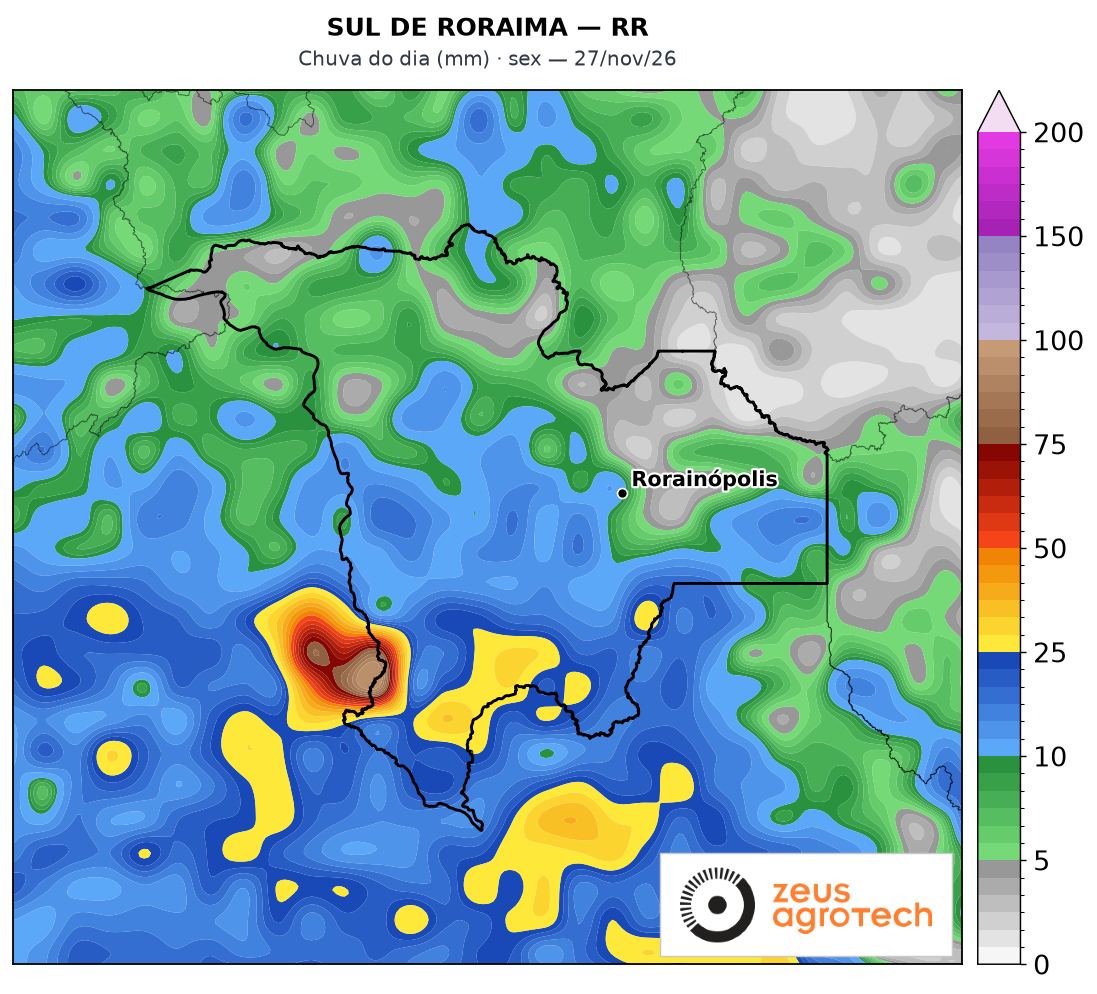 SUL DE RORAIMA — RR
Chuva do dia (mm) · sex — 27/nov/26
200
150
100
75
50
25
10
5
0
Rorainópolis
zeus
agrotech